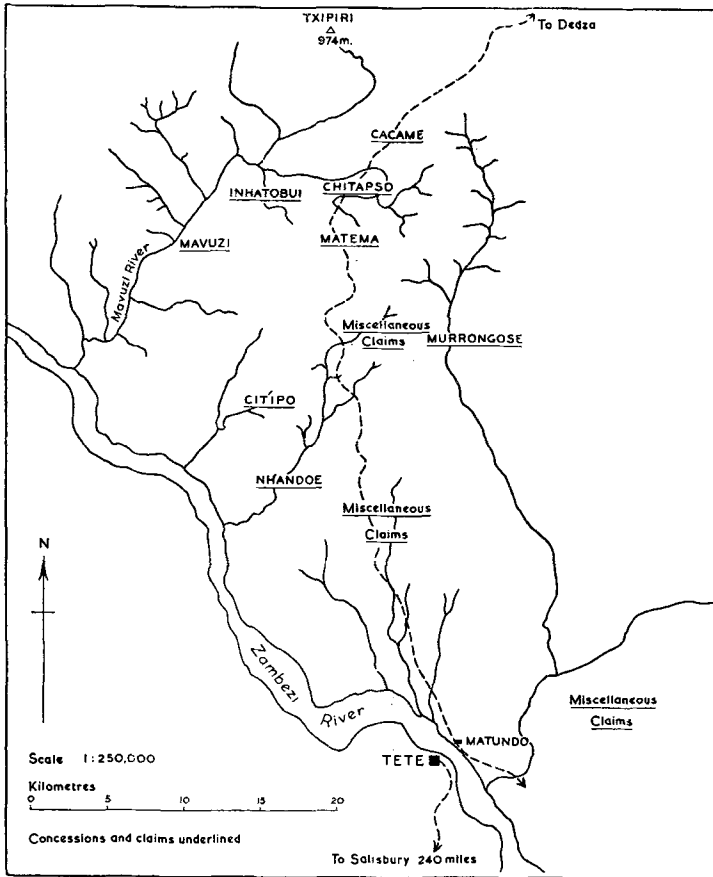 TXIPIRI
974m.
To Dedza
CACAME
INHATOBUI
CHITAPSO
MAVUZI
MATEMA
Mavuzi River
Miscellaneous
Claims
MURRONGOSE
CITÍPO
NHANDOE
Miscellaneous
Claims
N
Zambezi
River
Miscellaneous
Claims
MATUNDO
TETE
Scale 1:250,000
Kilometres
0 5 10 15 20
Concessions and claims underlined
To Salisbury 240 miles